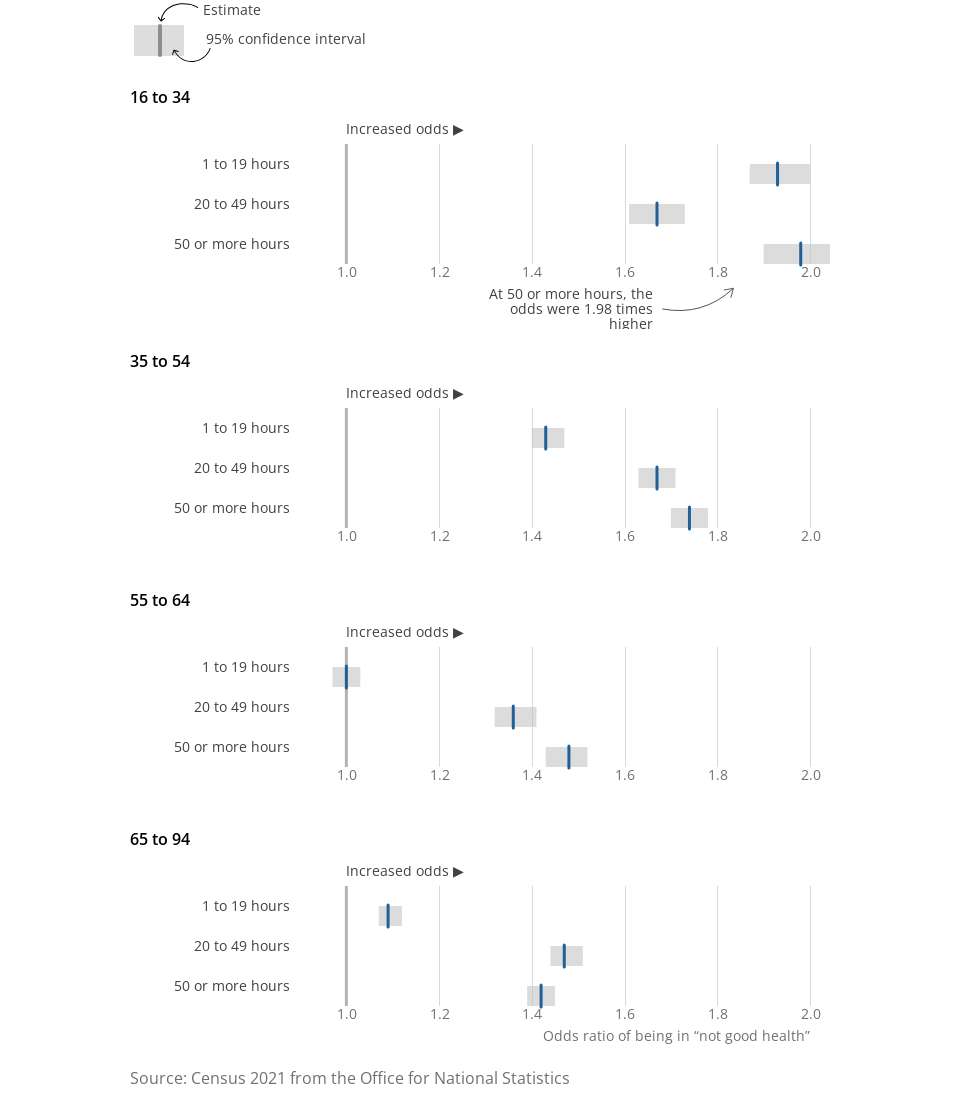 Estimate
95% confidence interval
16 to 34
Increased odds ▶
1 to 19 hours
20 to 49 hours
50 or more hours
1.0 1.2 1.4 1.6 1.8 2.0
At 50 or more hours, the
odds were 1.98 times
higher
35 to 54
Increased odds ▶
1 to 19 hours
20 to 49 hours
50 or more hours
1.0 1.2 1.4 1.6 1.8 2.0
55 to 64
Increased odds ▶
1 to 19 hours
20 to 49 hours
50 or more hours
1.0 1.2 1.4 1.6 1.8 2.0
65 to 94
Increased odds ▶
1 to 19 hours
20 to 49 hours
50 or more hours
1.0 1.2 1.4 1.6 1.8 2.0
Odds ratio of being in “not good health”
Source: Census 2021 from the Office for National Statistics